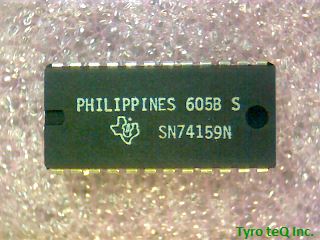 PHILIPPINES 605B S
SN74159N
Tyro teQ Inc.